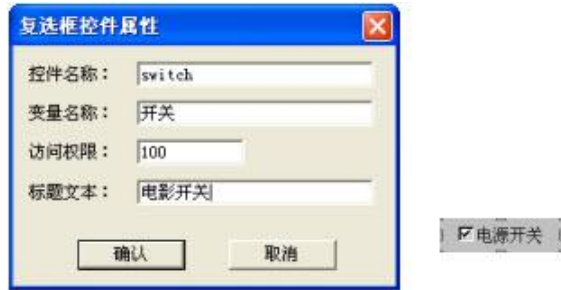 复选框控件属性
控件名称： switch
变量名称： 开关
访问权限： 100
标题文本： 电影开关
确认 取消
电源开关